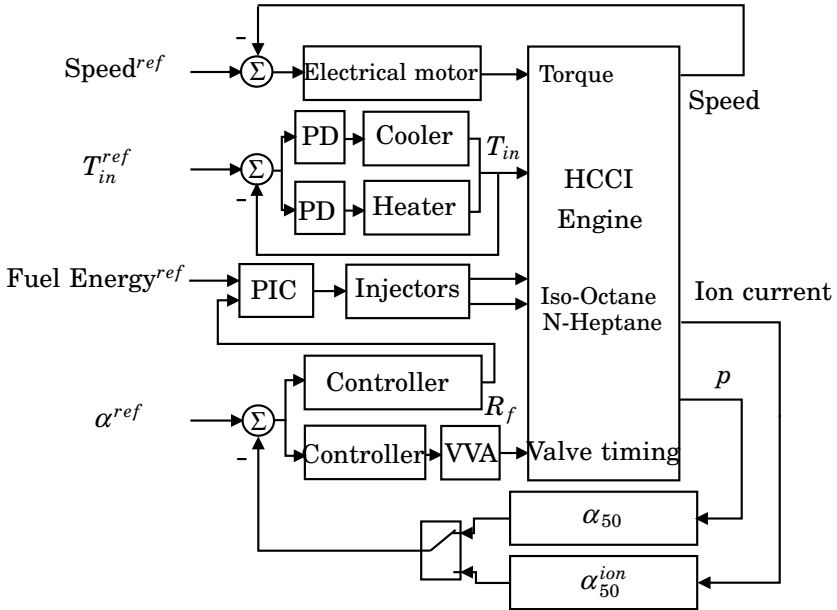 −
Speed^ref
Σ
Electrical motor
Torque
Speed
PD
Cooler
T_in
T_in^ref
Σ
HCCI
Engine
−
PD
Heater
Fuel Energy^ref
PIC
Injectors
Iso-Octane
N-Heptane
Ion current
Controller
R_f
p
α^ref
Σ
−
Controller
VVA
Valve timing
α_50
α_50^ion